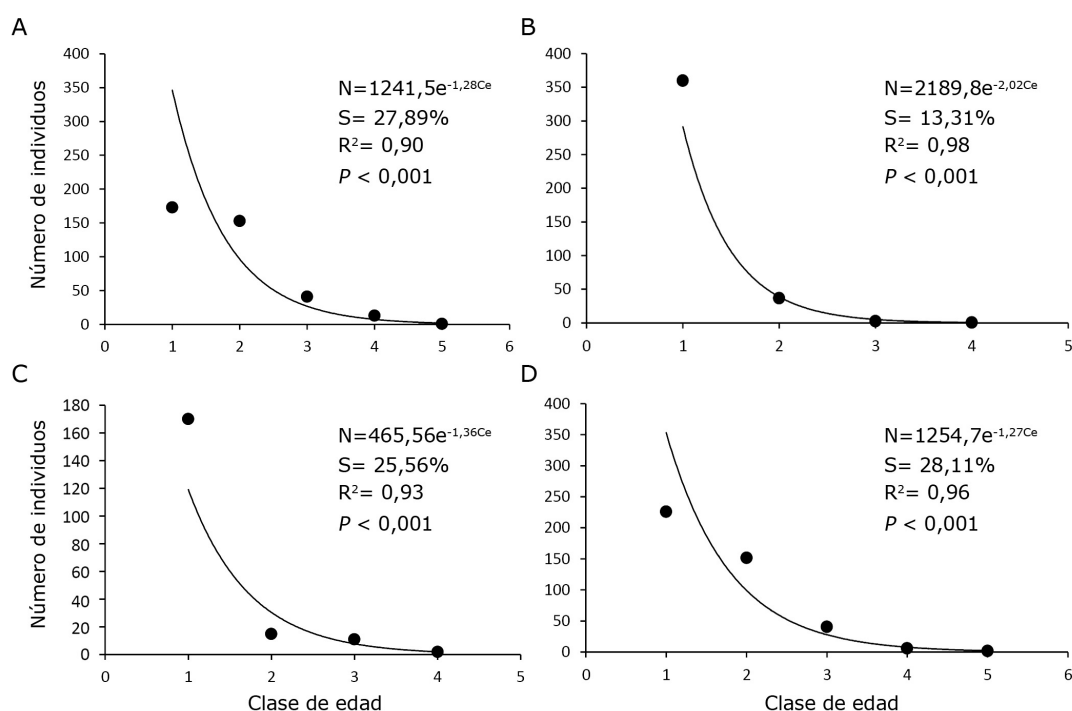 A
Número de individuos
400
350
300
250
200
150
100
50
0
N=1241,5e-1,28Ce
S= 27,89%
R²= 0,90
P < 0,001
0 1 2 3 4 5 6
B
400
350
300
250
200
150
100
50
0
N=2189,8e-2,02Ce
S= 13,31%
R²= 0,98
P < 0,001
0 1 2 3 4 5
C
Número de individuos
180
160
140
120
100
80
60
40
20
0
N=465,56e-1,36Ce
S= 25,56%
R²= 0,93
P < 0,001
0 1 2 3 4 5
Clase de edad
D
400
350
300
250
200
150
100
50
0
N=1254,7e-1,27Ce
S= 28,11%
R²= 0,96
P < 0,001
0 1 2 3 4 5 6
Clase de edad